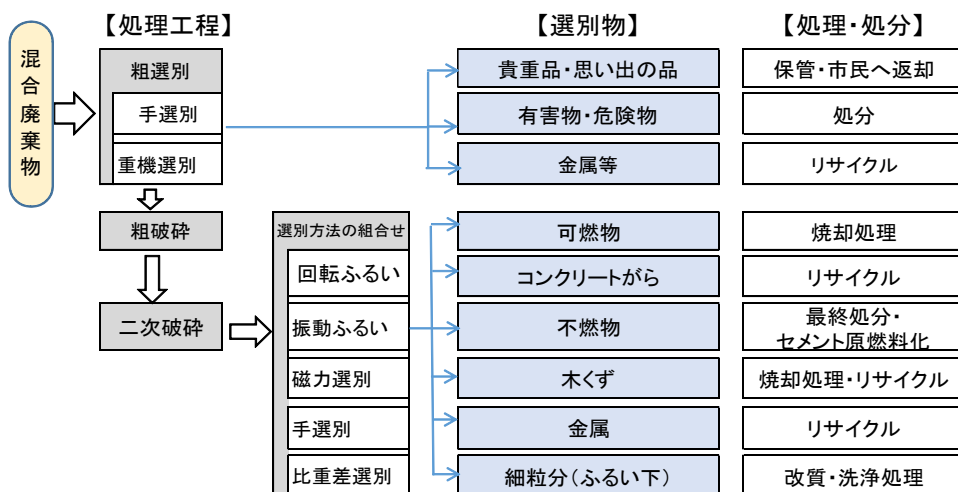 【処理工程】
【選別物】
【処理・処分】
混合廃棄物
粗選別
手選別
重機選別
貴重品・思い出の品
保管・市民へ返却
有害物・危険物
処分
金属等
リサイクル
粗破砕
二次破砕
選別方法の組合せ
回転ふるい
振動ふるい
磁力選別
手選別
比重差選別
可燃物
焼却処理
コンクリートがら
リサイクル
不燃物
最終処分・
セメント原燃料化
木くず
焼却処理・リサイクル
金属
リサイクル
細粒分（ふるい下）
改質・洗浄処理